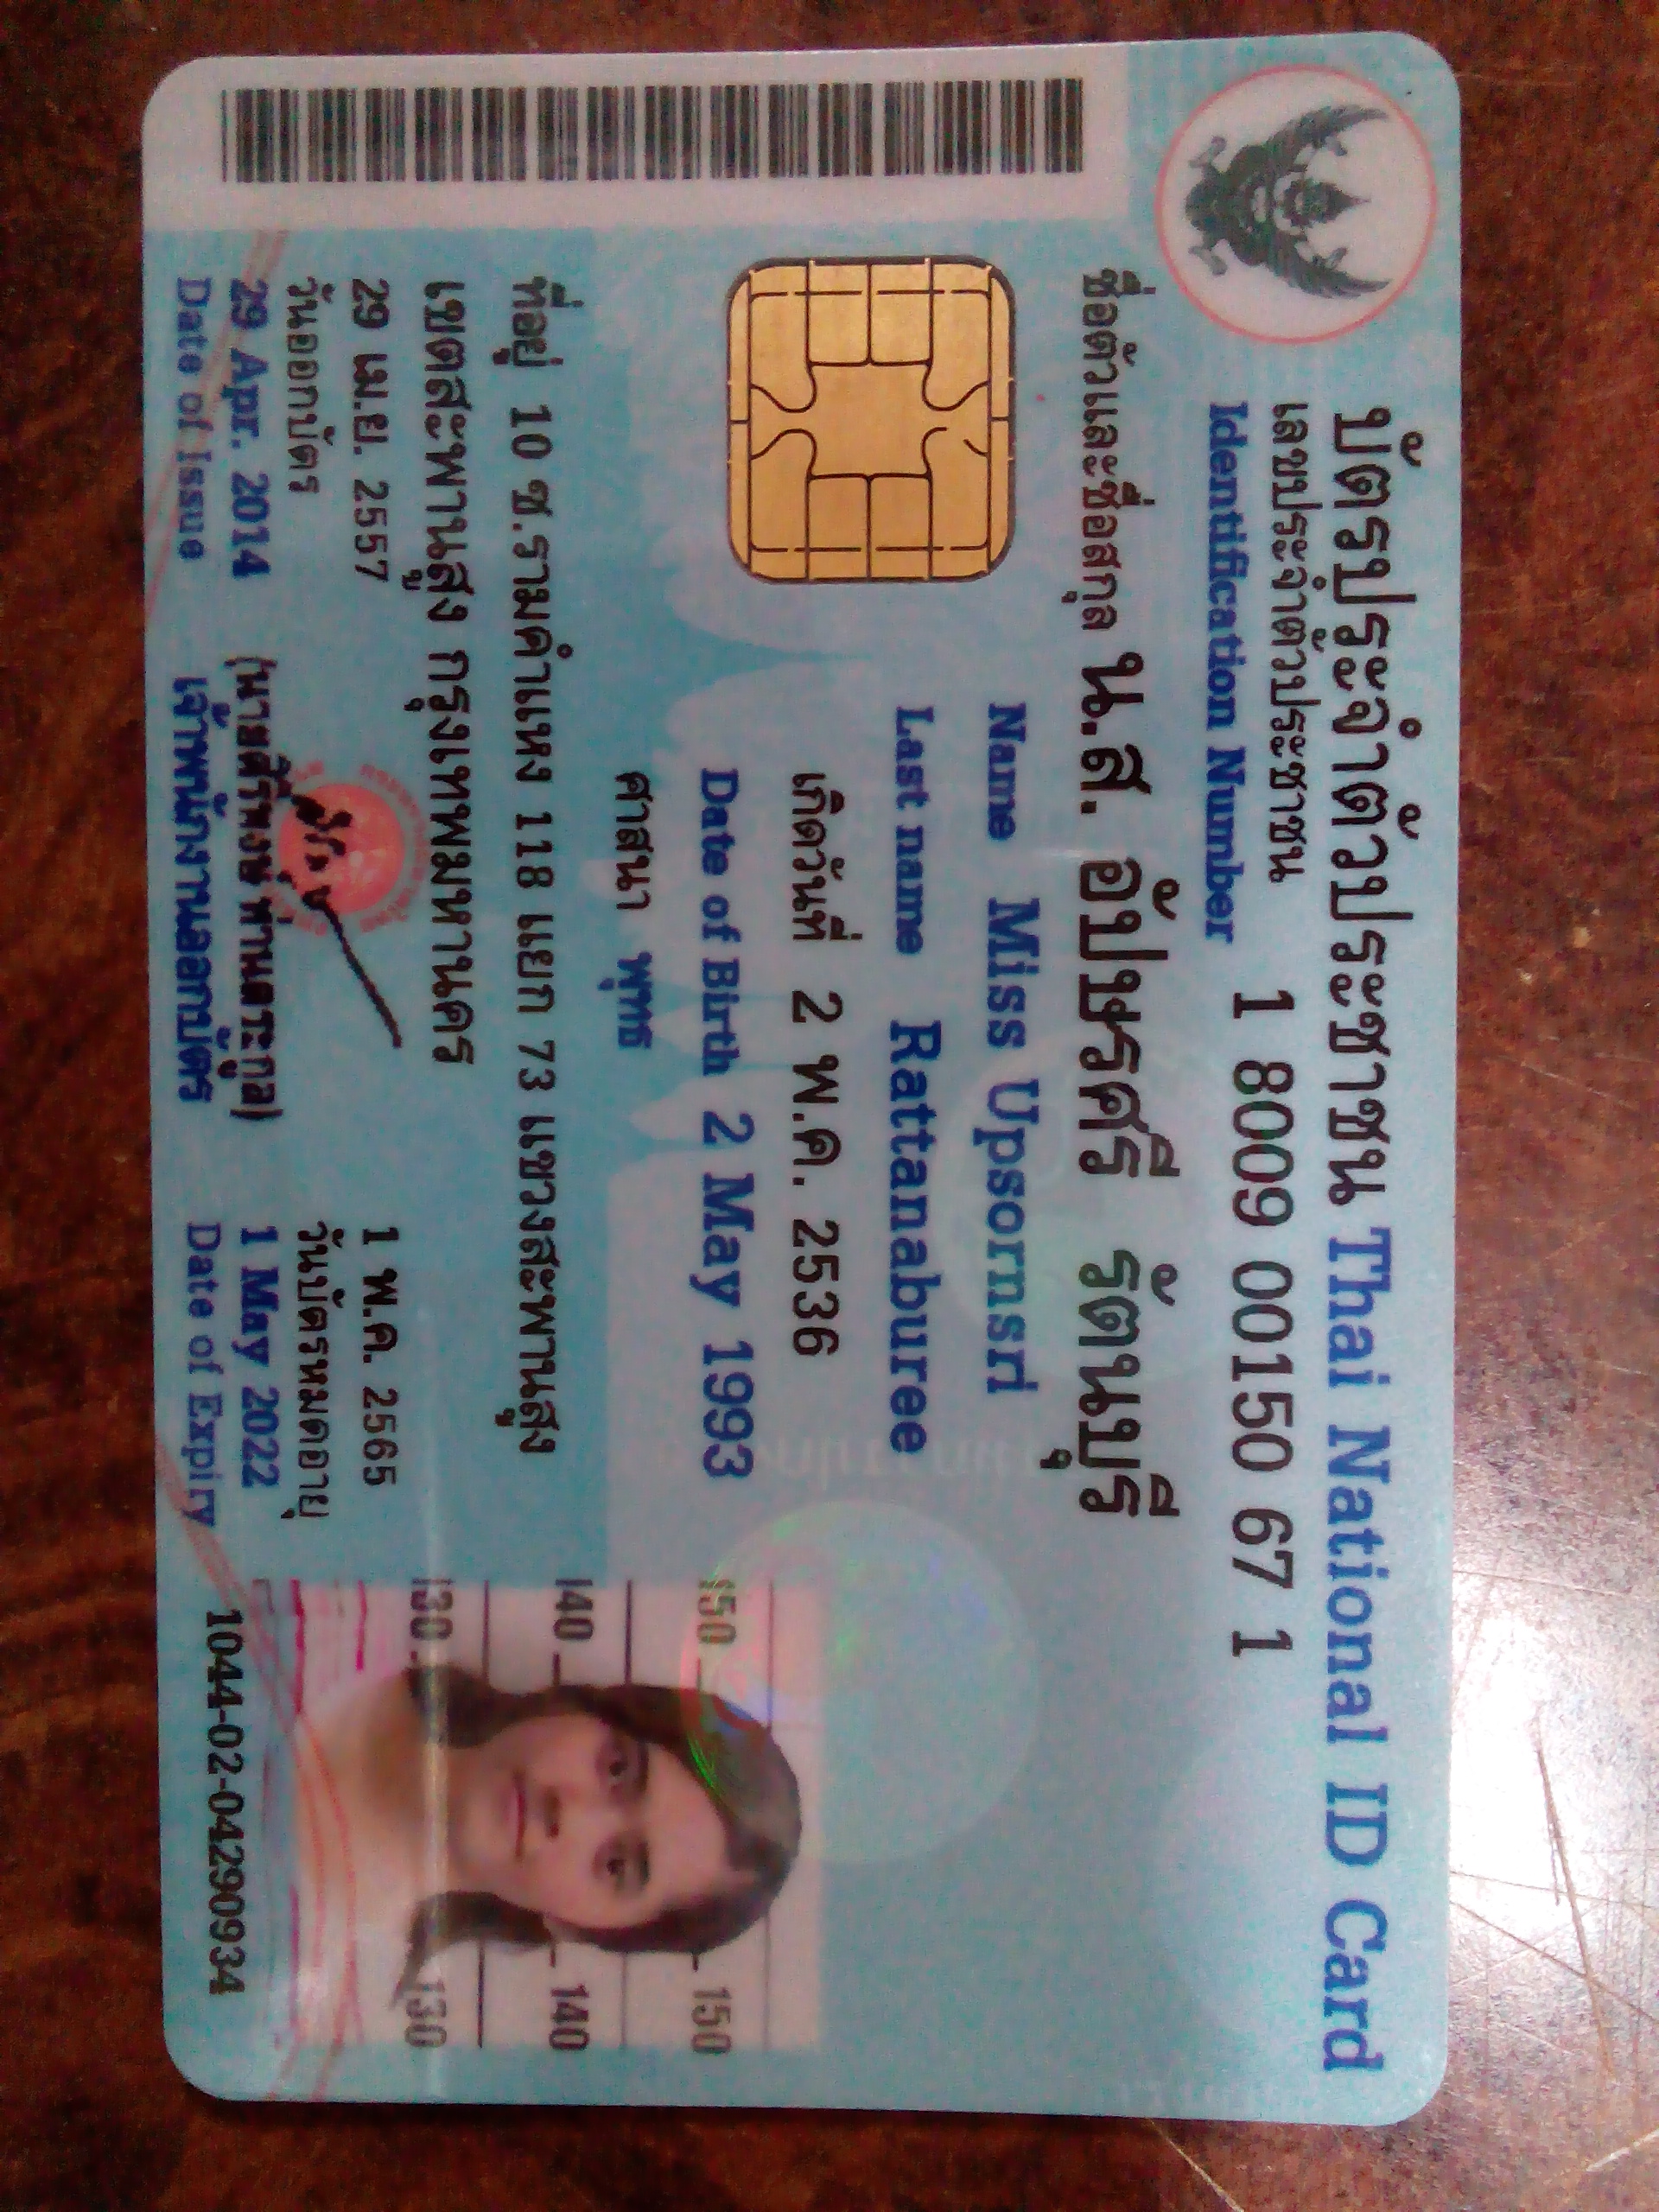 บัตรประจำตัวประชาชน Thai National ID Card
เลขประจำตัวประชาชน
Identification Number 1 8009 00150 67 1
ชื่อตัวและชื่อสกุล น.ส. อัปษรศรี รัตนบุรี
Name Miss Upsornsri
Last name Rattanaburee
เกิดวันที่ 2 พ.ค. 2536
Date of Birth 2 May 1993
ศาสนา พุทธ
ที่อยู่ 10 ซ.รามคำแหง 118 แยก 73 แขวงสะพานสูง
เขตสะพานสูง กรุงเทพมหานคร
29 เม.ย. 2557
วันออกบัตร
29 Apr. 2014
Date of Issue
(นายศิริพงษ์ ห่านตระกูล)
เจ้าพนักงานออกบัตร
1 พ.ค. 2565
วันบัตรหมดอายุ
1 May 2022
Date of Expiry
150 150
140 140
130 130
1044-02-04290934